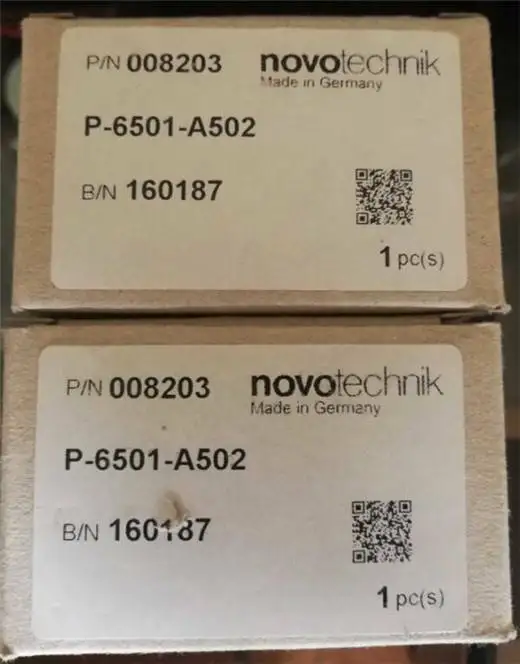 P/N 008203 novotechnik
Made in Germany
P-6501-A502
B/N 160187
1 pc(s)
P/N 008203 novotechnik
Made in Germany
P-6501-A502
B/N 160187
1 pc(s)